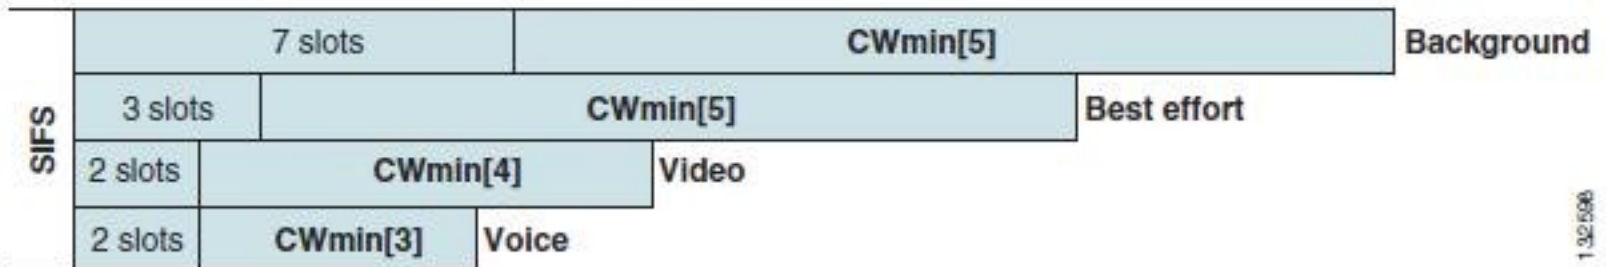 SIFS
7 slots CWmin[5] Background
3 slots CWmin[5] Best effort
2 slots CWmin[4] Video
2 slots CWmin[3] Voice
132598